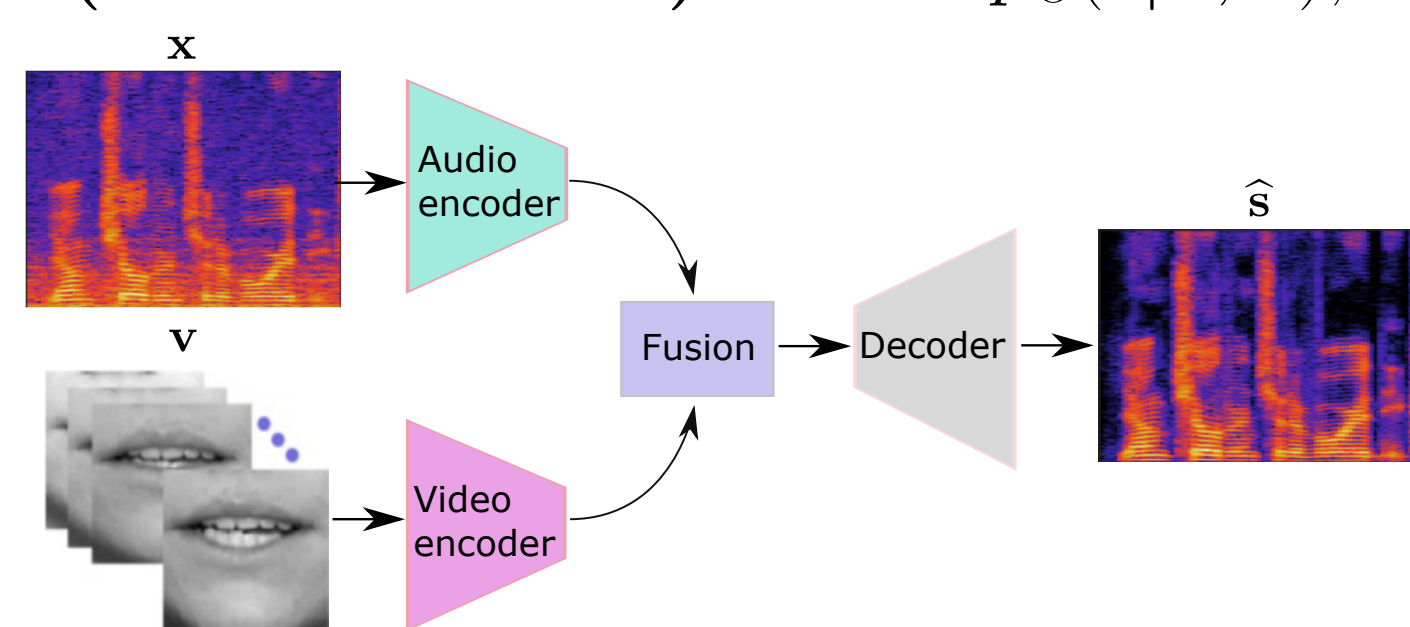 x
Audio
encoder
v
Video
encoder
Fusion
Decoder
ŝ